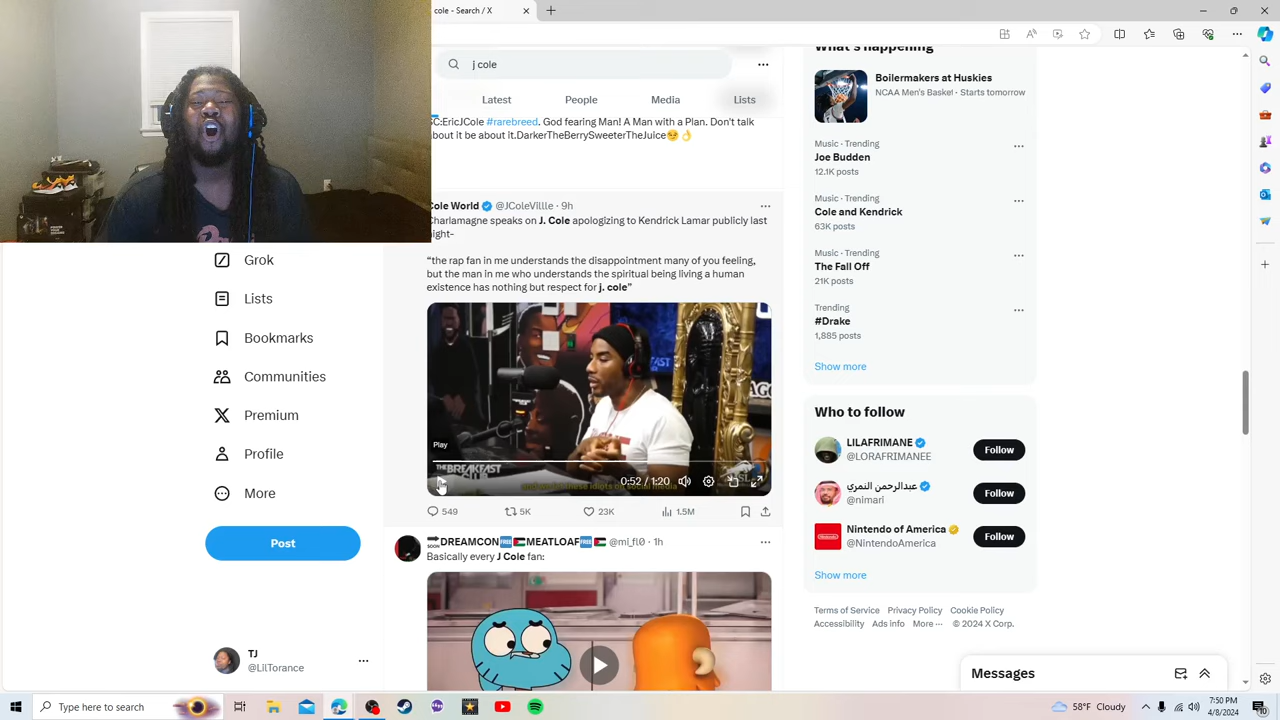 cole - Search / X
j cole
Latest People Media Lists
C:EricJCole #rarebreed. God fearing Man! A Man with a Plan. Don't talk
bout it be about it.DarkerTheBerrySweeterTheJuice😏👌
Cole World @JColeVillle · 9h
Charlamagne speaks on J. Cole apologizing to Kendrick Lamar publicly last
night-
“the rap fan in me understands the disappointment many of you feeling,
but the man in me who understands the spiritual being living a human
existence has nothing but respect for j. cole”
Play
THE
BREAKFAST
0:52 / 1:20
549 5K 23K 1.5M
DREAMCON🆓🇵🇸MEATLOAF🆓🇵🇸 @mi_fl0 · 1h
Basically every J Cole fan:
Grok
Lists
Bookmarks
Communities
Premium
Profile
More
Post
TJ
@LilTorance
What's happening
Boilermakers at Huskies
NCAA Men's Basket · Starts tomorrow
Music · Trending
Joe Budden
12.1K posts
Music · Trending
Cole and Kendrick
63K posts
Music · Trending
The Fall Off
21K posts
Trending
#Drake
1,885 posts
Show more
Who to follow
LILAFRIMANE
@LORAFRIMANEE
Follow
عبدالرحمن النمري
@nimari
Follow
Nintendo of America
@NintendoAmerica
Follow
Show more
Terms of Service Privacy Policy Cookie Policy
Accessibility Ads info More ··· © 2024 X Corp.
Messages
Type here to search
58°F Cloudy
7:50 PM
4/8/2024